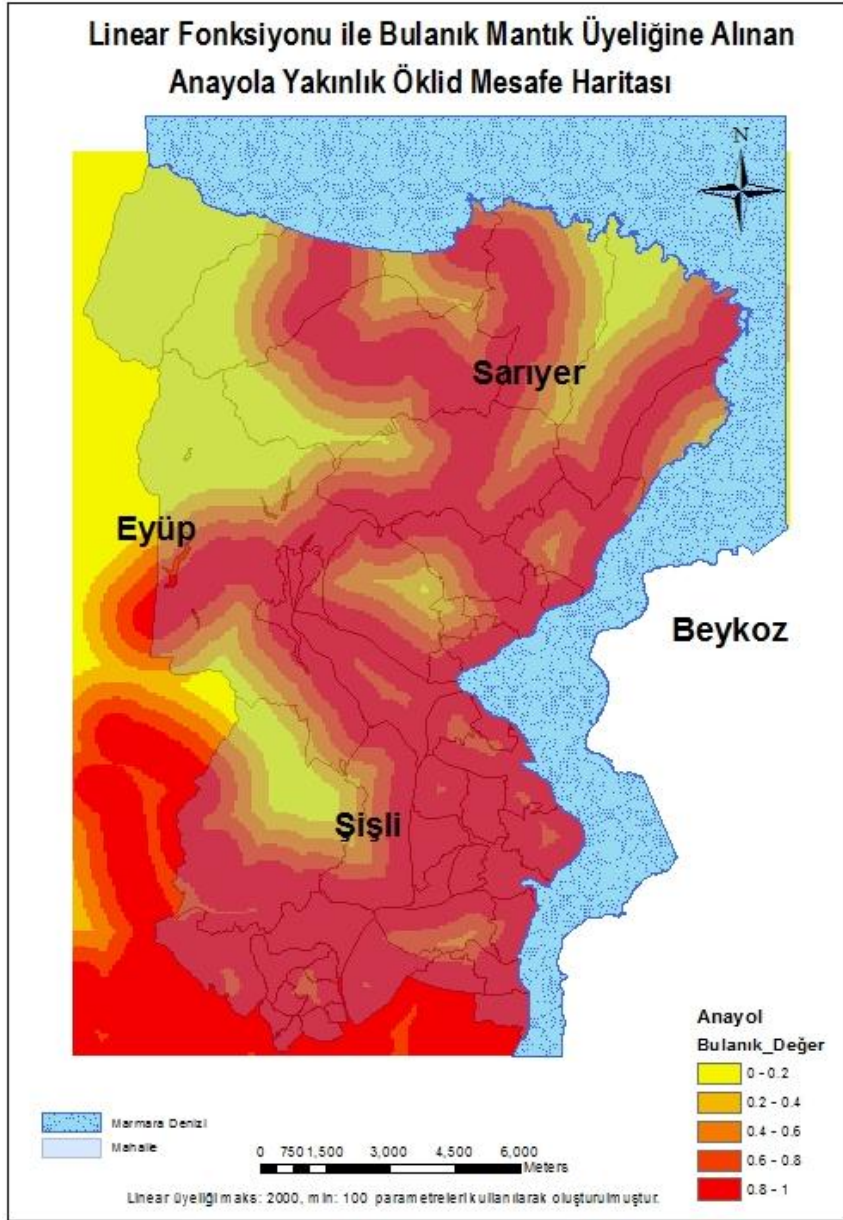 Linear Fonksiyonu ile Bulanık Mantık Üyeliğine Alınan
Anayola Yakınlık Öklid Mesafe Haritası
N
Sarıyer
Eyüp
Beykoz
Şişli
Anayol
Bulanık_Değer
0 - 0.2
0.2 - 0.4
0.4 - 0.6
0.6 - 0.8
0.8 - 1
Marmara Denizi
Mahalle
0 750 1,500 3,000 4,500 6,000
Meters
Linear üyeliği maks: 2000, min: 100 parametreleri kullanılarak oluşturulmuştur.